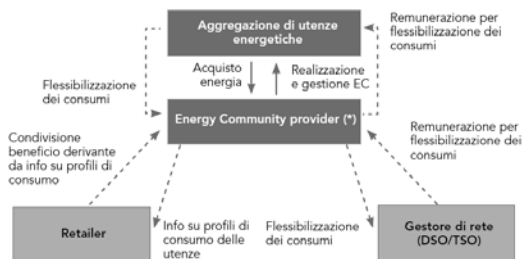 Aggregazione di utenze
energetiche
Remunerazione per
flessibilizzazione dei
consumi
Acquisto
energia
Realizzazione
e gestione EC
Flessibilizzazione
dei consumi
Energy Community provider (*)
Condivisione
beneficio derivante
da info su profili di
consumo
Remunerazione per
flessibilizzazione dei
consumi
Retailer
Info su profili di
consumo delle
utenze
Flessibilizzazione
dei consumi
Gestore di rete
(DSO/TSO)